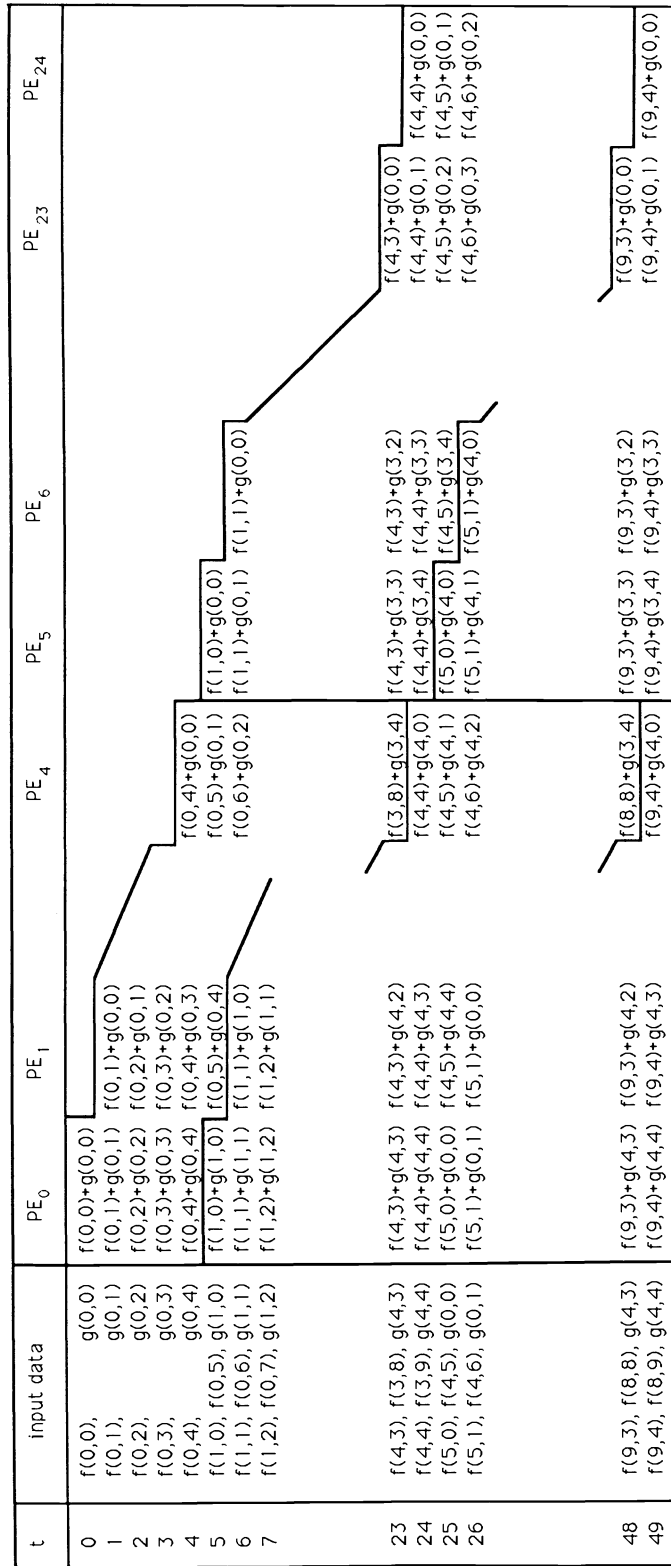 t input data PE0 PE1 PE4 PE5 PE6 PE23 PE24
0 f(0,0), g(0,0) f(0,0)+g(0,0)
1 f(0,1), g(0,1) f(0,1)+g(0,1) f(0,1)+g(0,0)
2 f(0,2), g(0,2) f(0,2)+g(0,2) f(0,2)+g(0,1)
3 f(0,3), g(0,3) f(0,3)+g(0,3) f(0,3)+g(0,2)
4 f(0,4), g(0,4) f(0,4)+g(0,4) f(0,4)+g(0,3) f(0,4)+g(0,0)
5 f(1,0), f(0,5), g(1,0) f(1,0)+g(1,0) f(0,5)+g(0,4) f(0,5)+g(0,1) f(1,0)+g(0,0)
6 f(1,1), f(0,6), g(1,1) f(1,1)+g(1,1) f(1,1)+g(1,0) f(0,6)+g(0,2) f(1,1)+g(0,1) f(1,1)+g(0,0)
7 f(1,2), f(0,7), g(1,2) f(1,2)+g(1,2) f(1,2)+g(1,1)
23 f(4,3), f(3,8), g(4,3) f(4,3)+g(4,3) f(4,3)+g(4,2) f(3,8)+g(3,4) f(4,3)+g(3,3) f(4,3)+g(3,2) f(4,3)+g(0,0)
24 f(4,4), f(3,9), g(4,4) f(4,4)+g(4,4) f(4,4)+g(4,3) f(4,4)+g(4,0) f(4,4)+g(3,4) f(4,4)+g(3,3) f(4,4)+g(0,1) f(4,4)+g(0,0)
25 f(5,0), f(4,5), g(0,0) f(5,0)+g(0,0) f(4,5)+g(4,4) f(4,5)+g(4,1) f(5,0)+g(4,0) f(4,5)+g(3,4) f(4,5)+g(0,2) f(4,5)+g(0,1)
26 f(5,1), f(4,6), g(0,1) f(5,1)+g(0,1) f(5,1)+g(0,0) f(4,6)+g(4,2) f(5,1)+g(4,1) f(5,1)+g(4,0) f(4,6)+g(0,3) f(4,6)+g(0,2)
48 f(9,3), f(8,8), g(4,3) f(9,3)+g(4,3) f(9,3)+g(4,2) f(8,8)+g(3,4) f(9,3)+g(3,3) f(9,3)+g(3,2) f(9,3)+g(0,0)
49 f(9,4), f(8,9), g(4,4) f(9,4)+g(4,4) f(9,4)+g(4,3) f(9,4)+g(4,0) f(9,4)+g(3,4) f(9,4)+g(3,3) f(9,4)+g(0,1) f(9,4)+g(0,0)